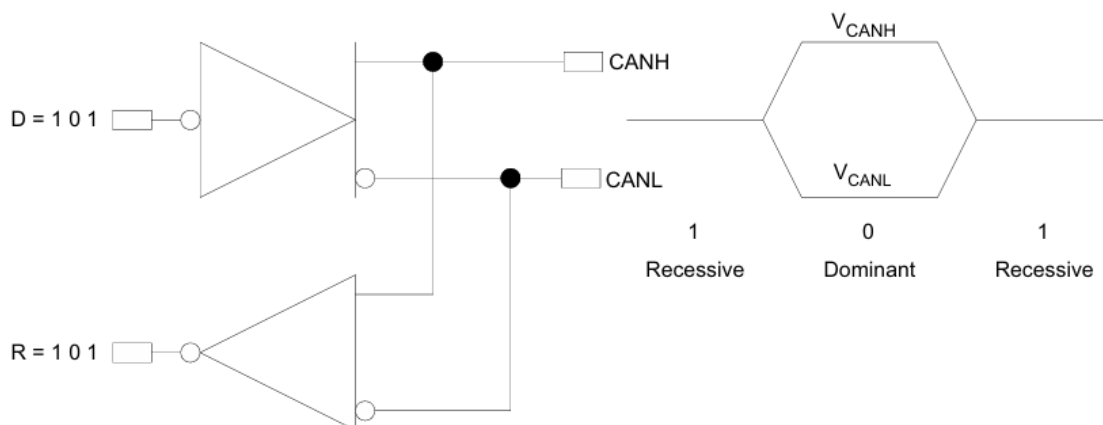 D = 1 0 1
CANH
CANL
R = 1 0 1
VCANH
VCANL
1 0 1
Recessive Dominant Recessive